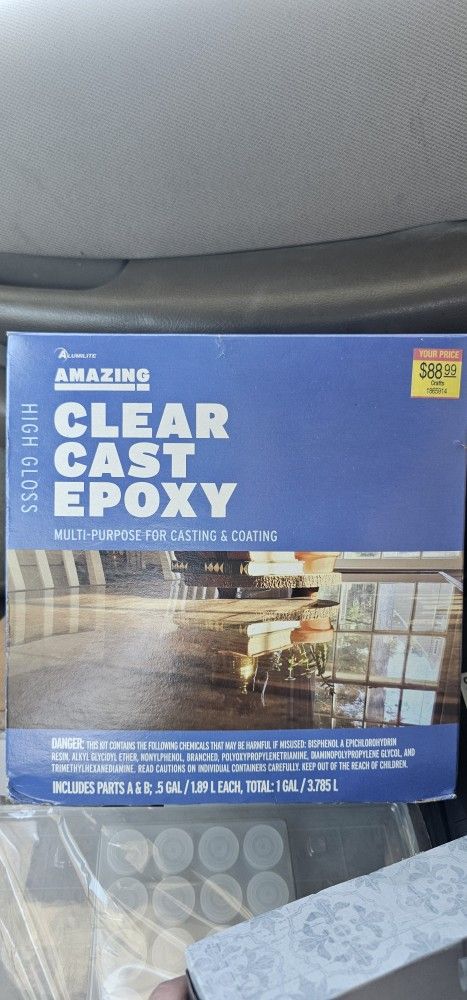 ALUMILITE
AMAZING
CLEAR
CAST
EPOXY
HIGH GLOSS
MULTI-PURPOSE FOR CASTING & COATING
YOUR PRICE
$88.99
Crafts
1865914
DANGER: THIS KIT CONTAINS THE FOLLOWING CHEMICALS THAT MAY BE HARMFUL IF MISUSED: BISPHENOL A EPICHLOROHYDRIN
RESIN, ALKYL GLYCIDYL ETHER, NONYLPHENOL, BRANCHED, POLYOXYPROPYLENETRIAMINE, DIAMINOPOLYPROPYLENE GLYCOL, AND
TRIMETHYLHEXANEDIAMINE. READ CAUTIONS ON INDIVIDUAL CONTAINERS CAREFULLY. KEEP OUT OF THE REACH OF CHILDREN.
INCLUDES PARTS A & B; .5 GAL / 1.89 L EACH, TOTAL: 1 GAL / 3.785 L